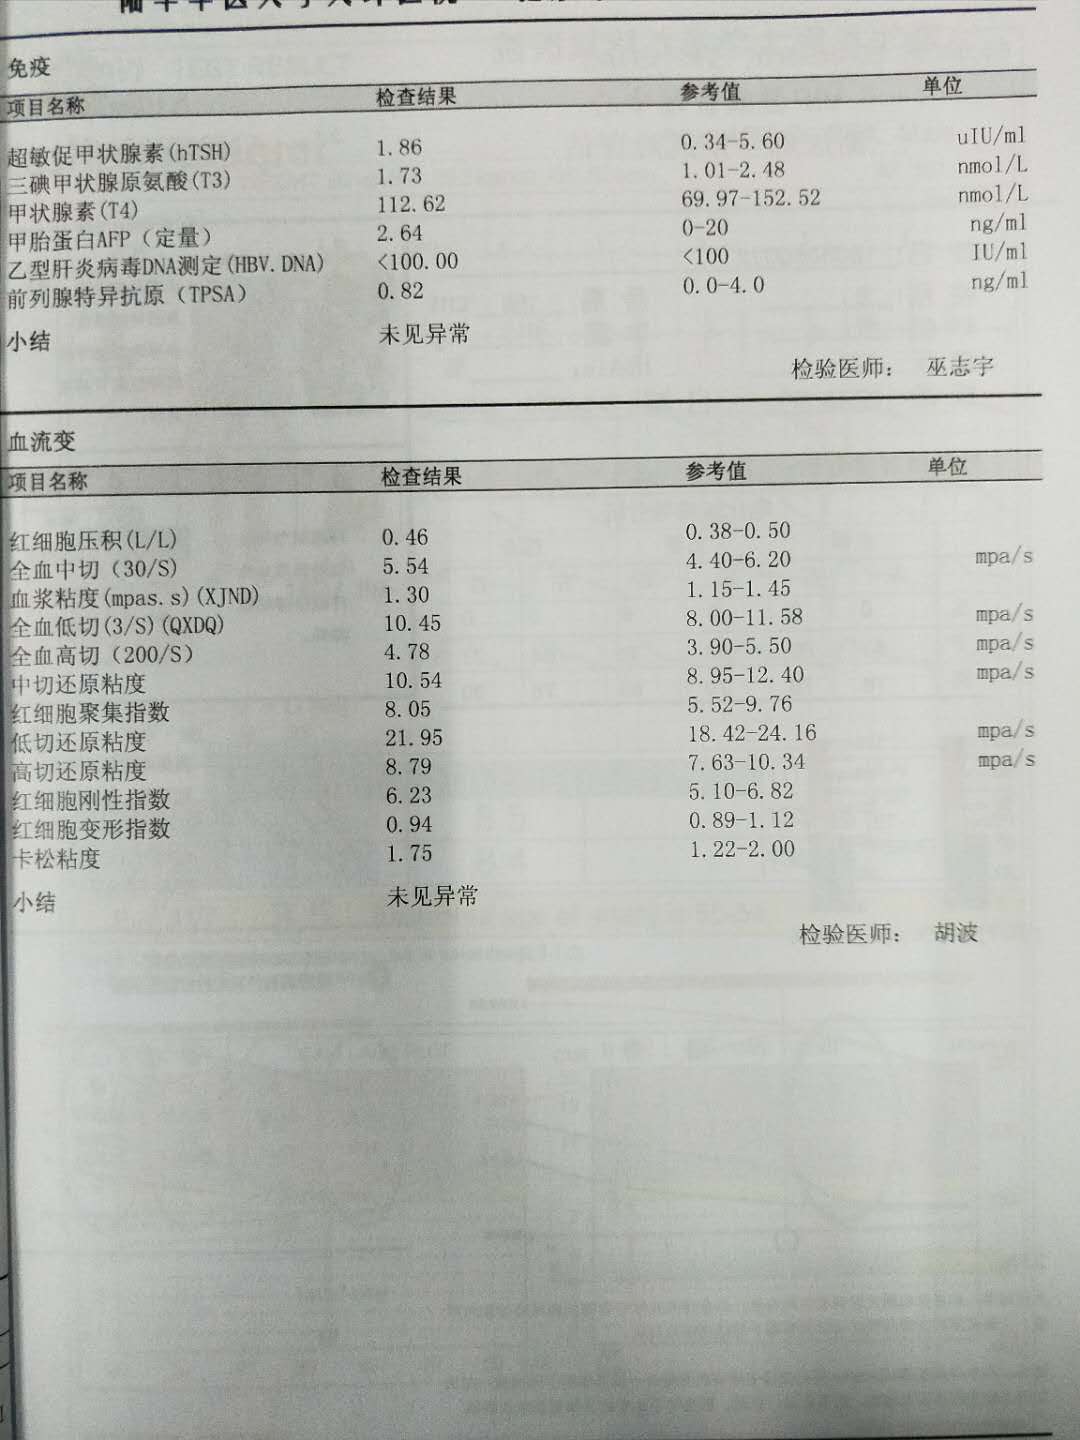 免疫
项目名称 检查结果 参考值 单位
超敏促甲状腺素(hTSH) 1.86 0.34-5.60 uIU/ml
三碘甲状腺原氨酸(T3) 1.73 1.01-2.48 nmol/L
甲状腺素(T4) 112.62 69.97-152.52 nmol/L
甲胎蛋白AFP（定量） 2.64 0-20 ng/ml
乙型肝炎病毒DNA测定(HBV.DNA) <100.00 <100 IU/ml
前列腺特异抗原（TPSA） 0.82 0.0-4.0 ng/ml
小结 未见异常
检验医师： 巫志宇
血流变
项目名称 检查结果 参考值 单位
红细胞压积(L/L) 0.46 0.38-0.50
全血中切（30/S) 5.54 4.40-6.20 mpa/s
血浆粘度(mpas.s)(XJND) 1.30 1.15-1.45
全血低切(3/S)(QXDQ) 10.45 8.00-11.58 mpa/s
全血高切（200/S） 4.78 3.90-5.50 mpa/s
中切还原粘度 10.54 8.95-12.40 mpa/s
红细胞聚集指数 8.05 5.52-9.76
低切还原粘度 21.95 18.42-24.16 mpa/s
高切还原粘度 8.79 7.63-10.34 mpa/s
红细胞刚性指数 6.23 5.10-6.82
红细胞变形指数 0.94 0.89-1.12
卡松粘度 1.75 1.22-2.00
小结 未见异常
检验医师： 胡波